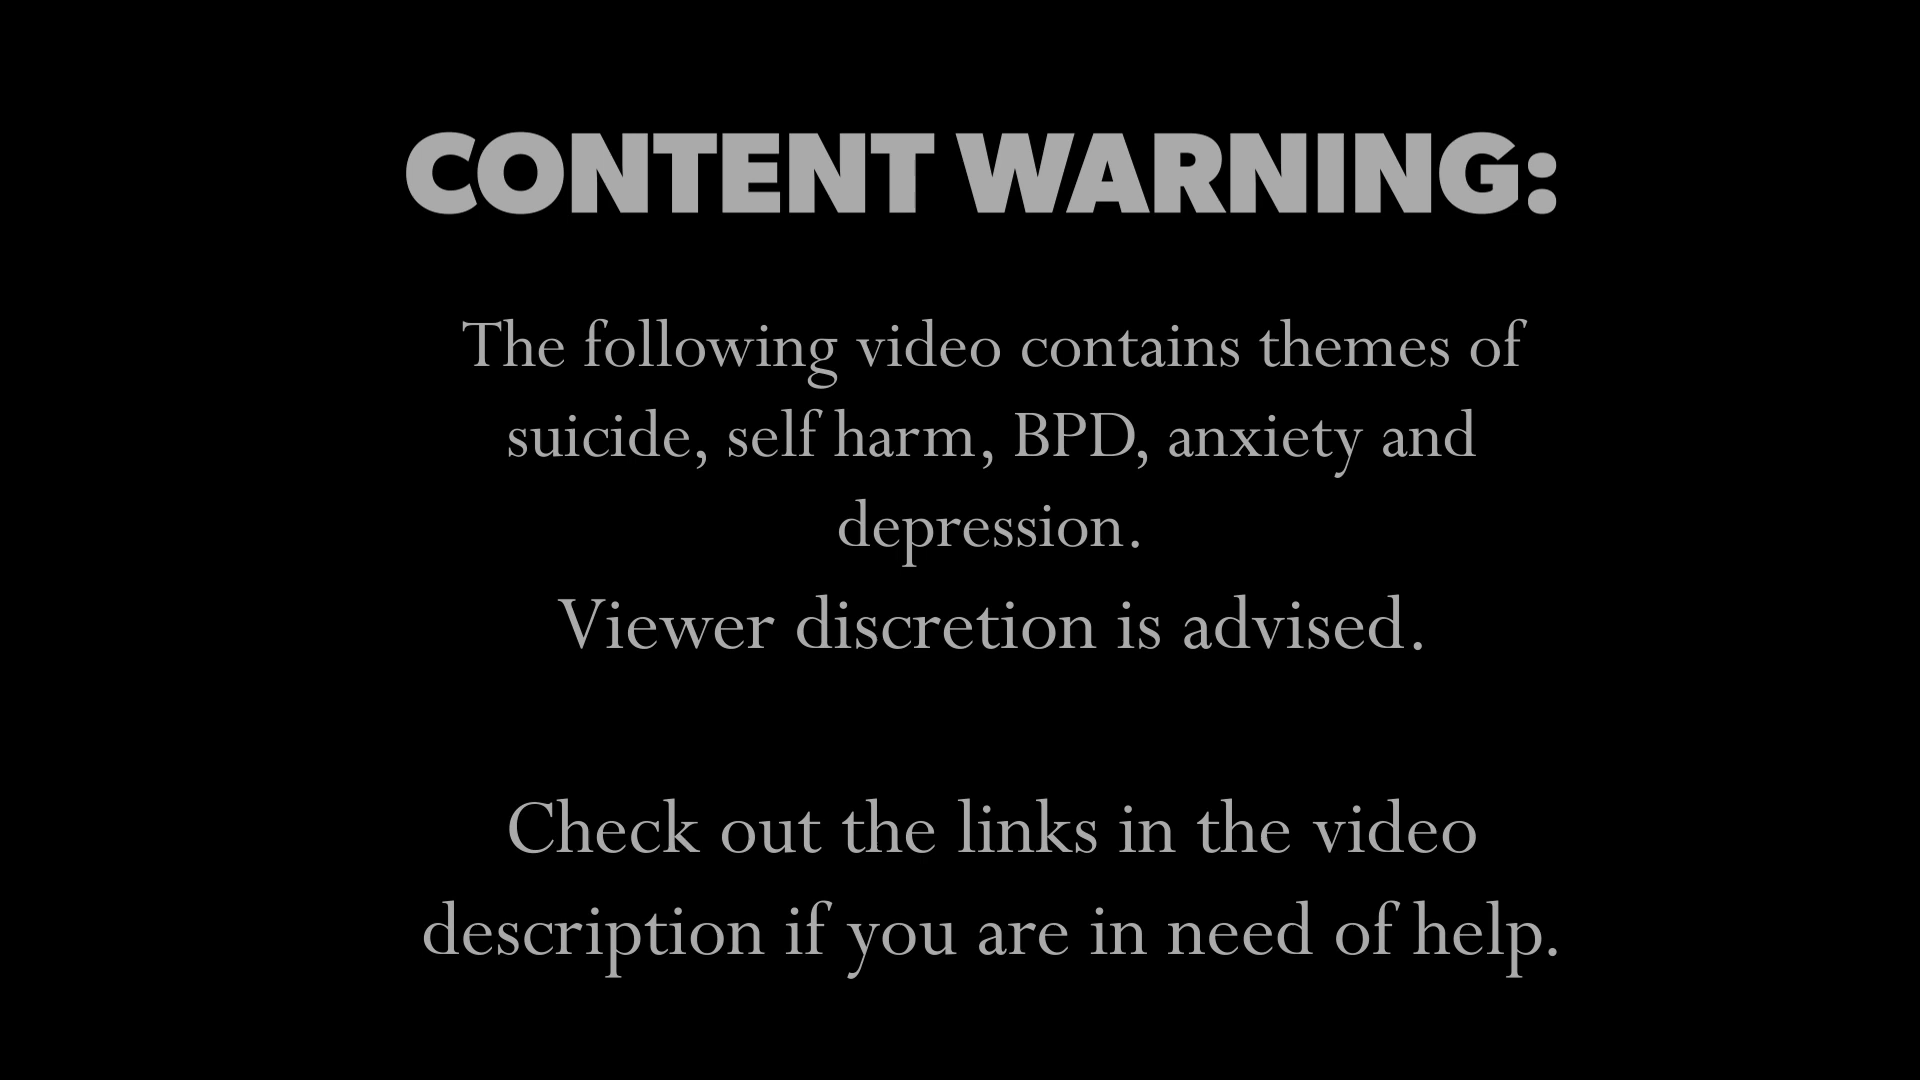 CONTENT WARNING:
The following video contains themes of
suicide, self harm, BPD, anxiety and
depression.
Viewer discretion is advised.
Check out the links in the video
description if you are in need of help.